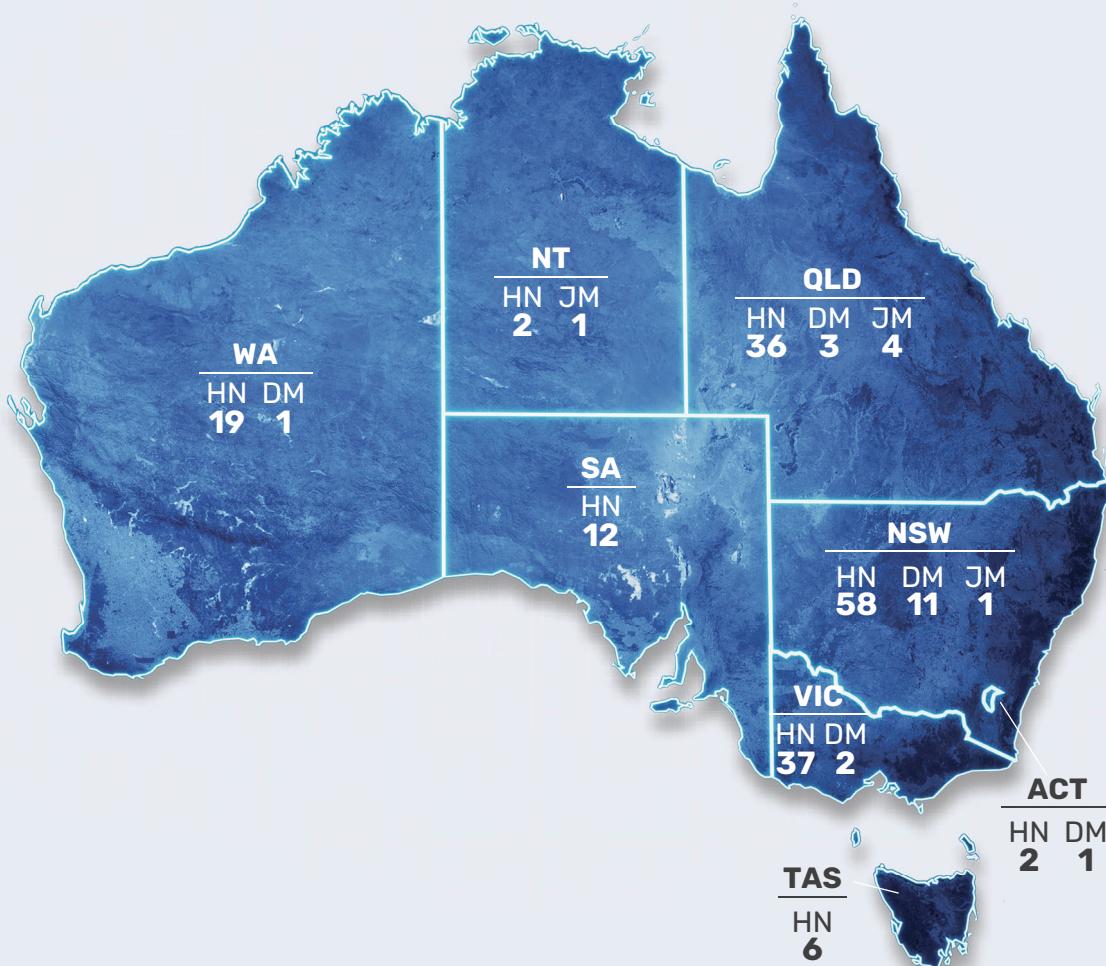 NT
HN JM
2 1
QLD
HN DM JM
36 3 4
WA
HN DM
19 1
SA
HN
12
NSW
HN DM JM
58 11 1
VIC
HN DM
37 2
ACT
HN DM
2 1
TAS
HN
6